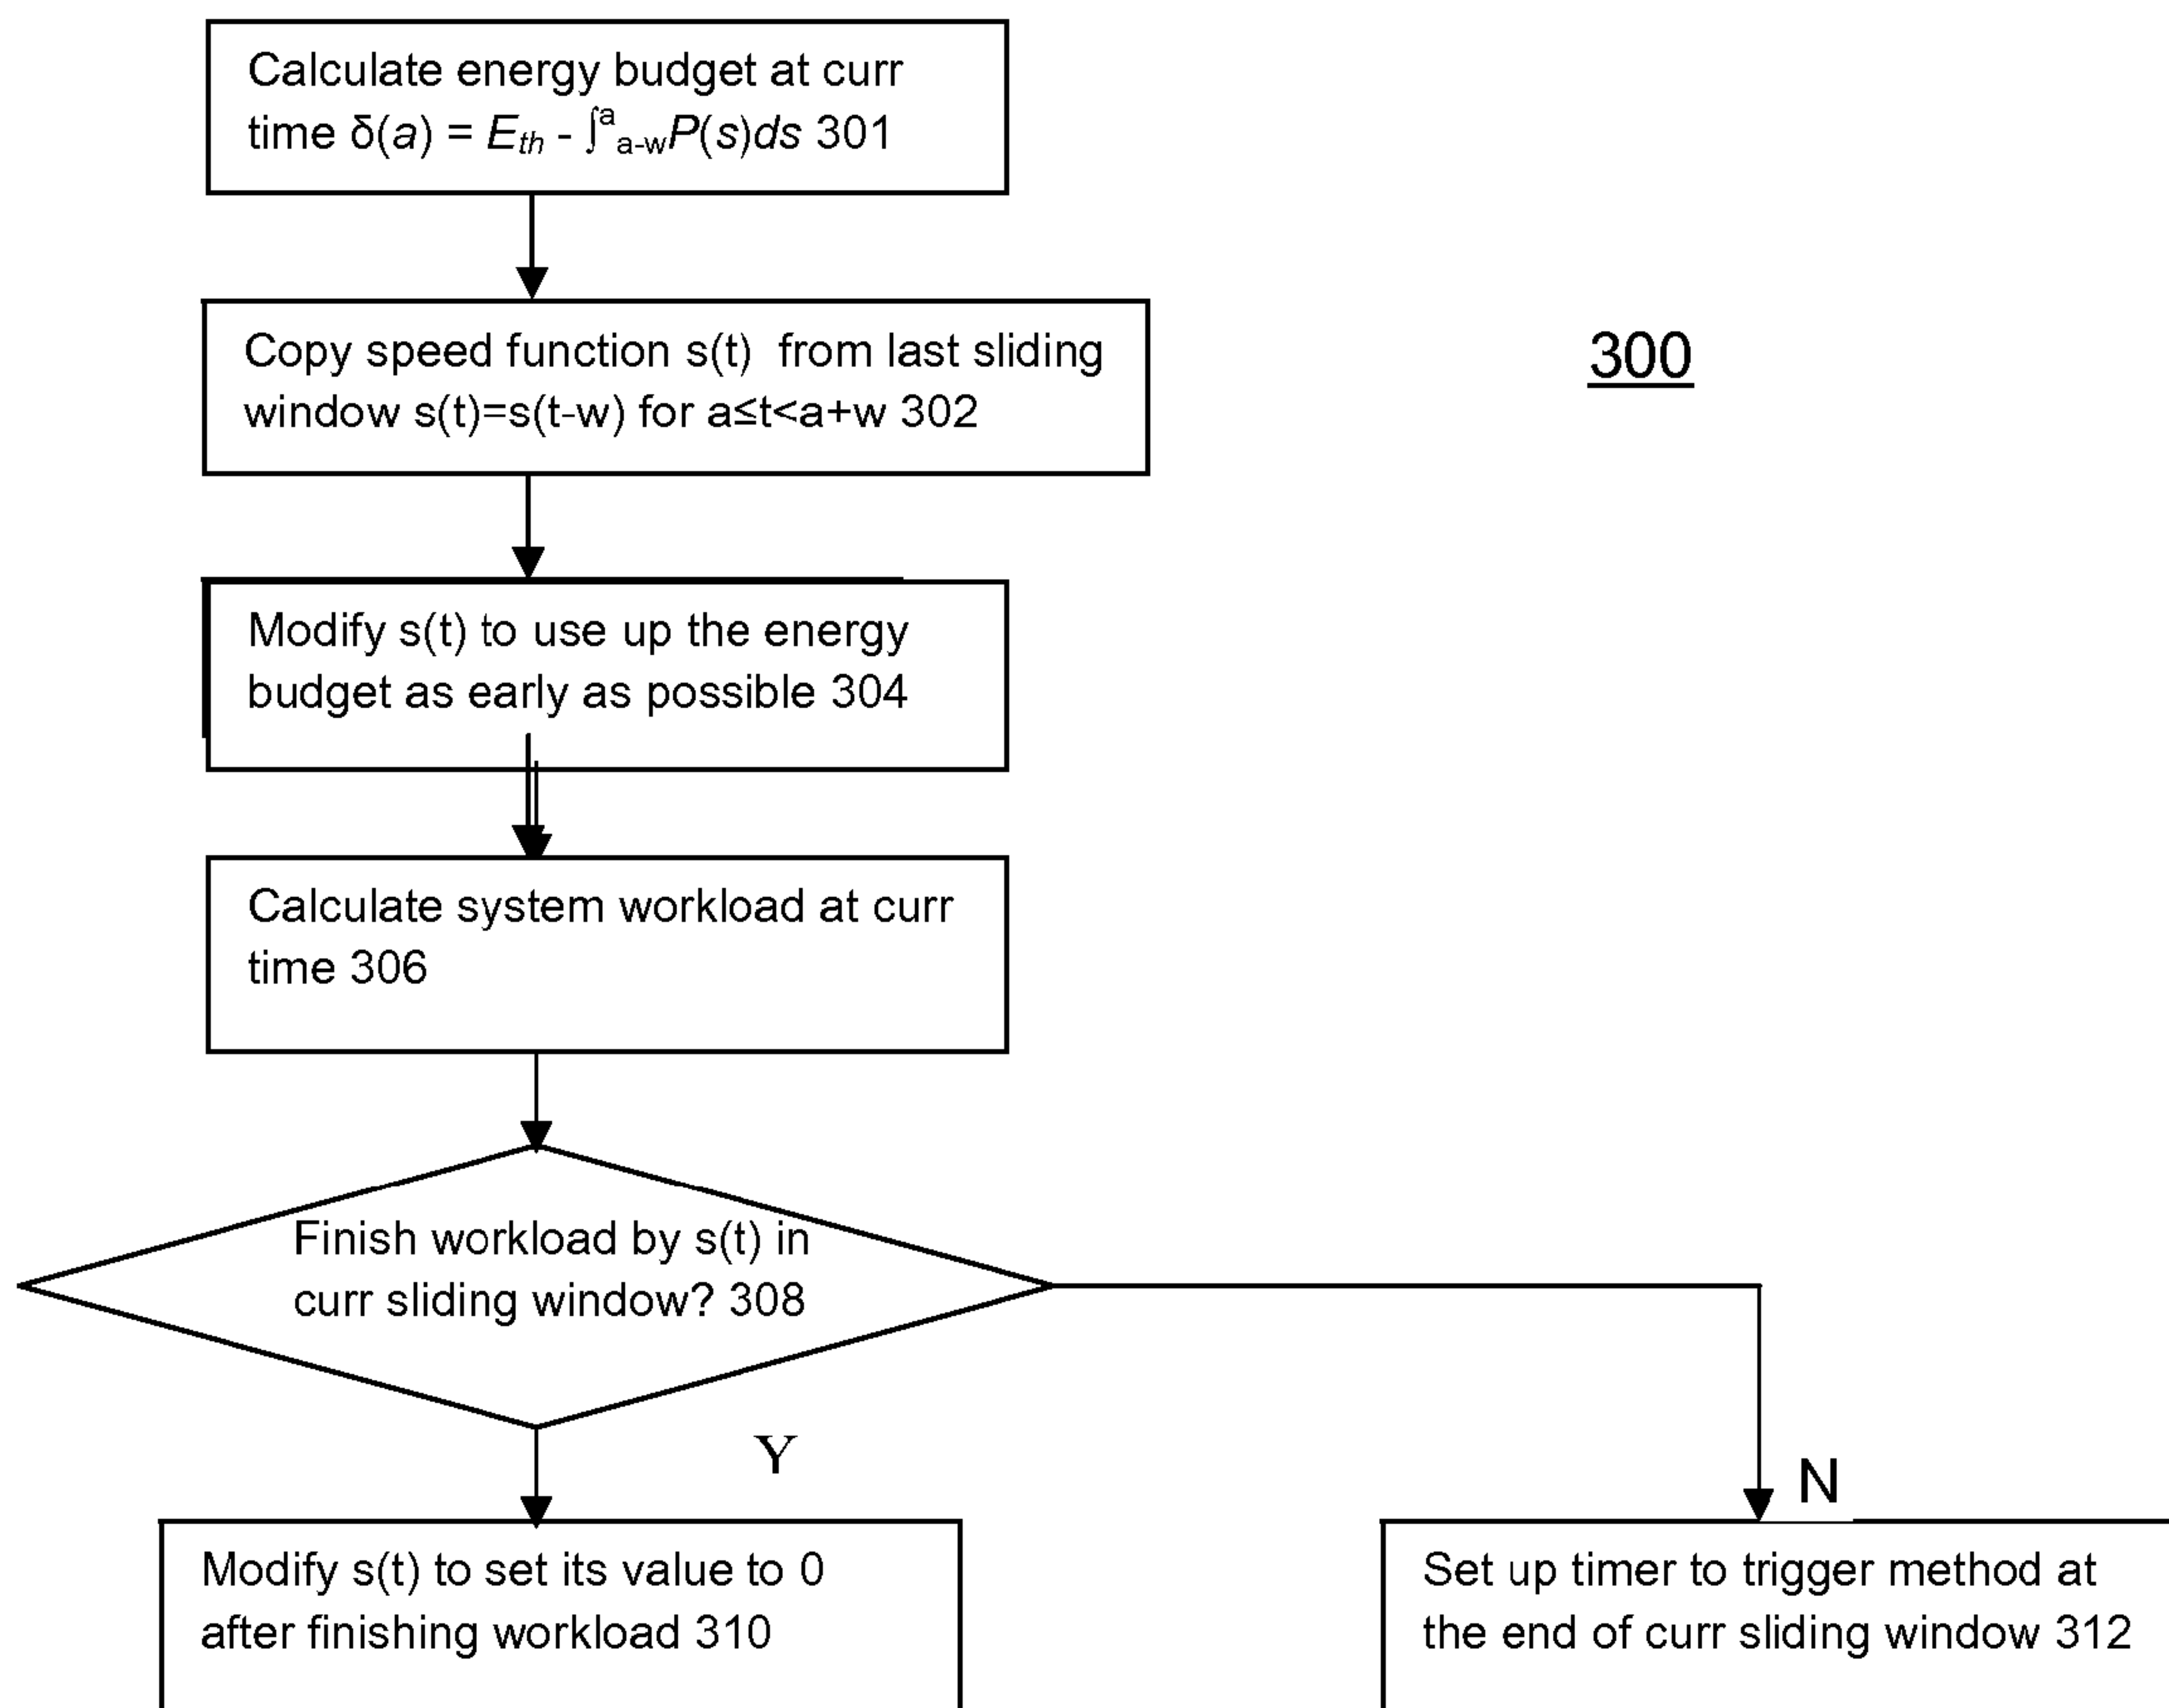 Calculate energy budget at curr
time δ(a) = Eth - ∫aa-wP(s)ds 301
Copy speed function s(t) from last sliding
window s(t)=s(t-w) for a≤t<a+w 302
300
Modify s(t) to use up the energy
budget as early as possible 304
Calculate system workload at curr
time 306
Finish workload by s(t) in
curr sliding window? 308
Y
N
Modify s(t) to set its value to 0
after finishing workload 310
Set up timer to trigger method at
the end of curr sliding window 312